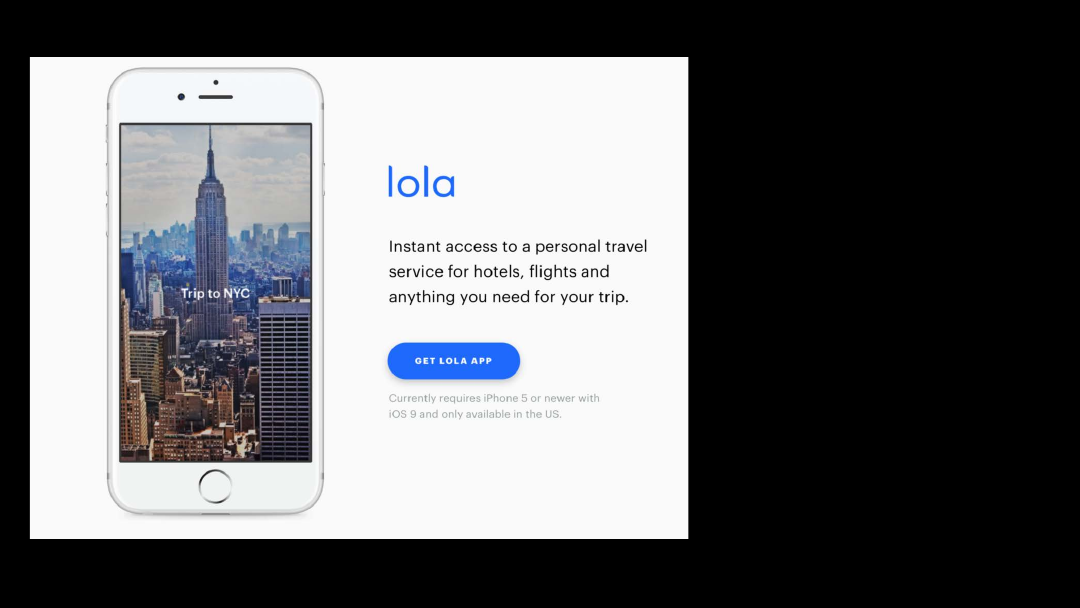 lola
Instant access to a personal travel
service for hotels, flights and
anything you need for your trip.
Trip to NYC
GET LOLA APP
Currently requires iPhone 5 or newer with
iOS 9 and only available in the US.